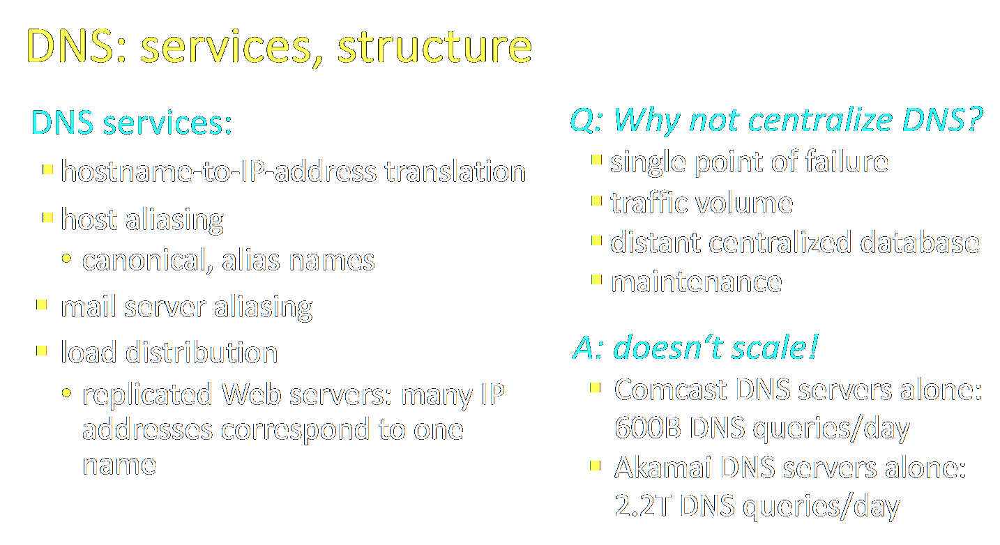 DNS: services, structure
DNS services:
hostname-to-IP-address translation
host aliasing
canonical, alias names
mail server aliasing
load distribution
replicated Web servers: many IP
addresses correspond to one
name
Q: Why not centralize DNS?
single point of failure
traffic volume
distant centralized database
maintenance
A: doesn‘t scale!
Comcast DNS servers alone:
600B DNS queries/day
Akamai DNS servers alone:
2.2T DNS queries/day